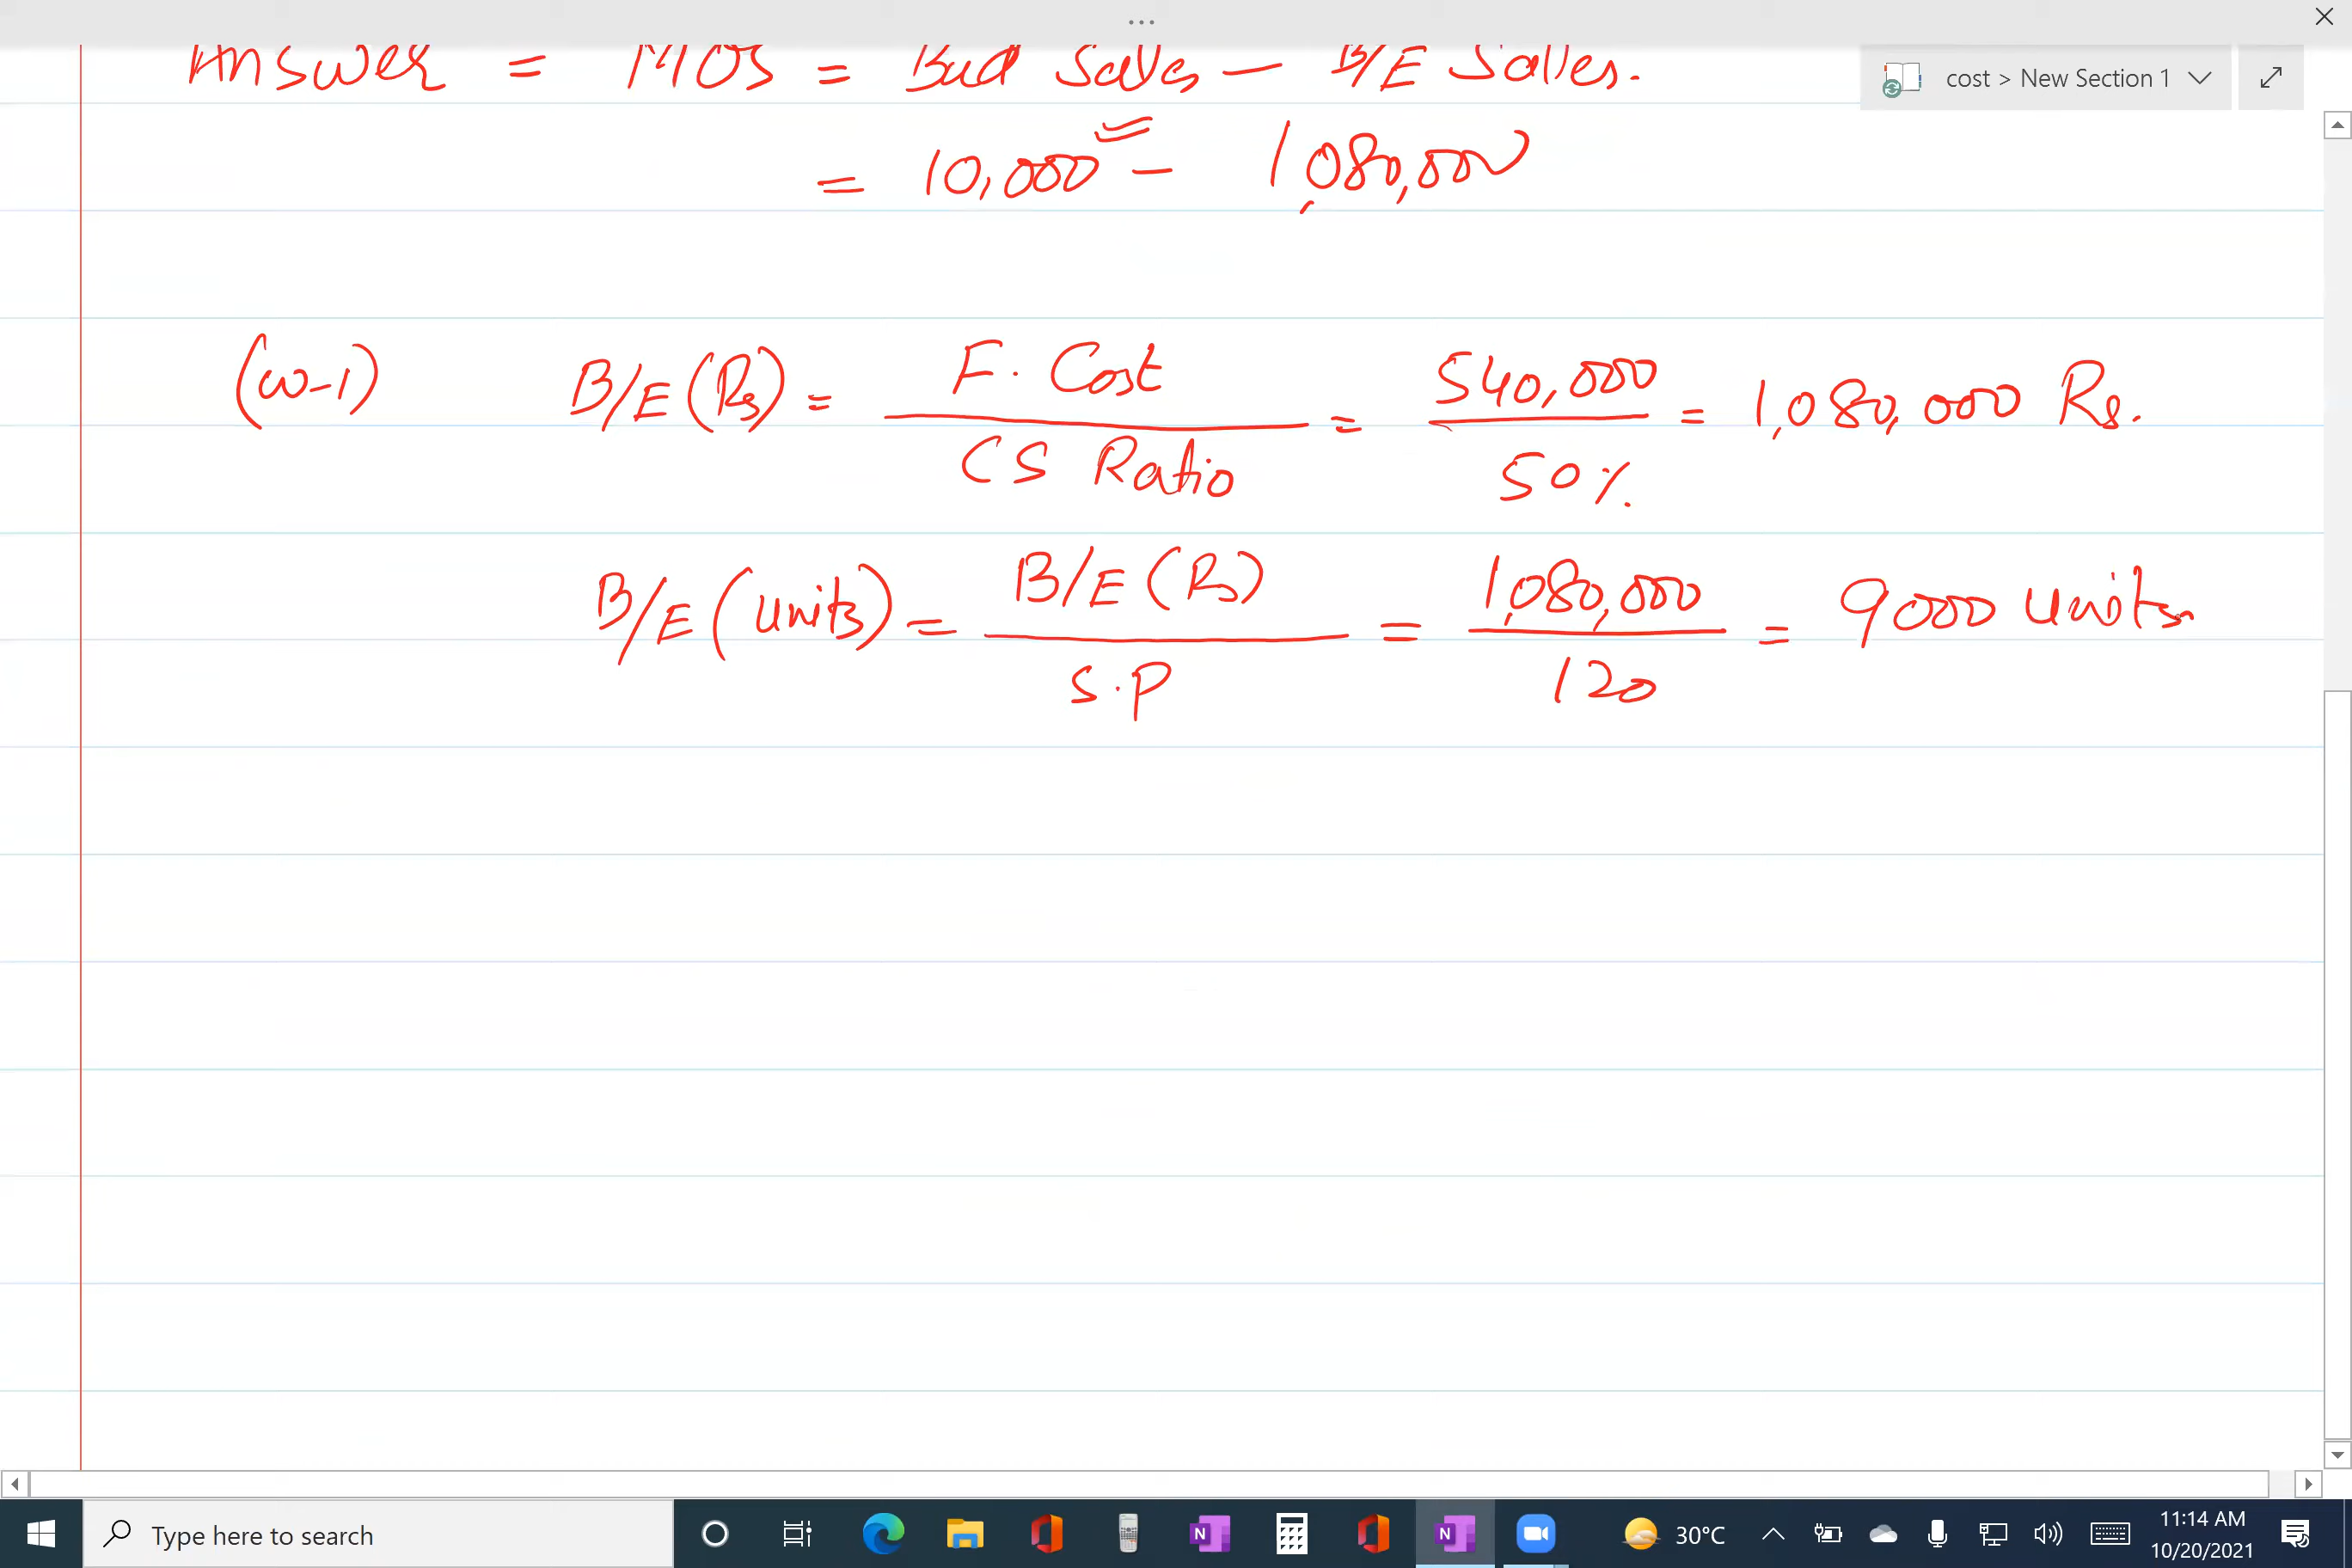 ...
cost > New Section 1
Answer = MOS = Bud Sales – B/E Sales.
= 10,000 – 1,080,000
(w-1) B/E (Rs) = F. Cost / CS Ratio = 540,000 / 50% = 1,080,000 Rs.
B/E (units) = B/E (Rs) / S.P = 1,080,000 / 120 = 9000 units.
Type here to search
30°C
11:14 AM
10/20/2021